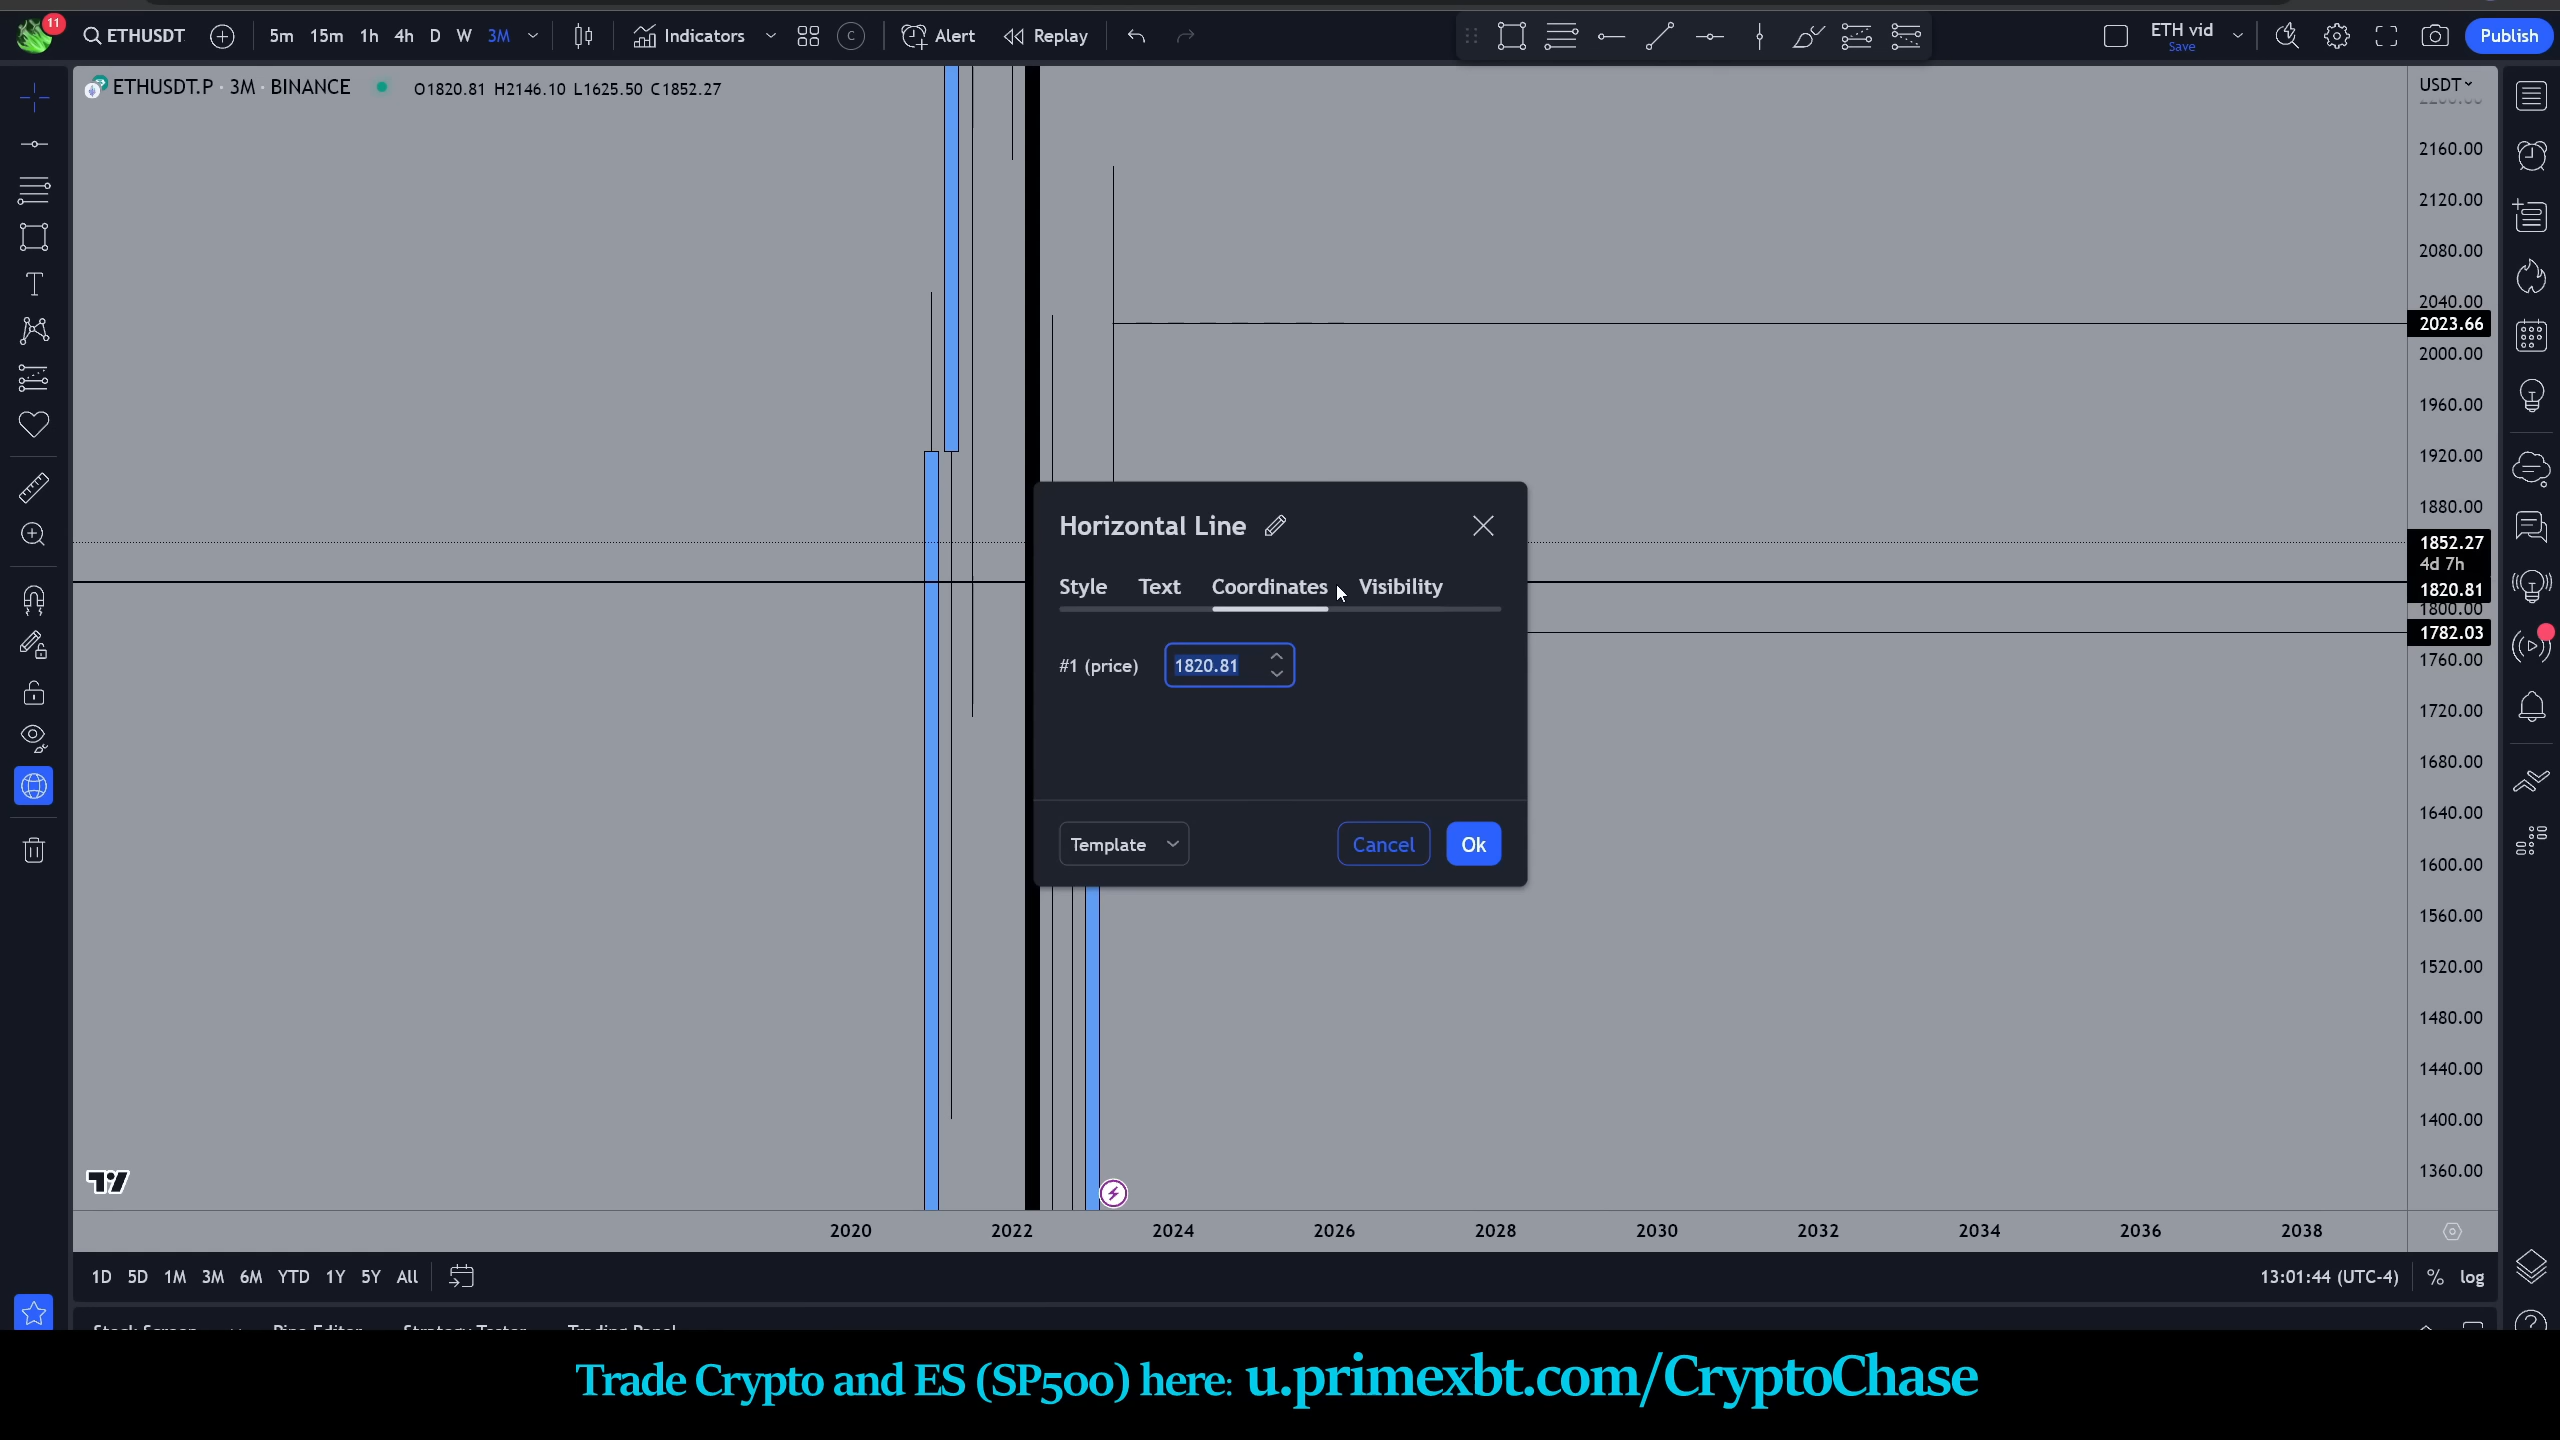 11
ETHUSDT 5m 15m 1h 4h D W 3M Indicators C Alert Replay ETH vid Publish
Save
ETHUSDT.P · 3M · BINANCE O1820.81 H2146.10 L1625.50 C1852.27
USDT
2160.00
2120.00
2080.00
2040.00
2023.66
2000.00
1960.00
1920.00
1880.00
1852.27
4d 7h
1820.81
1800.00
1782.03
1760.00
1720.00
1680.00
1640.00
1600.00
1560.00
1520.00
1480.00
1440.00
1400.00
1360.00
Horizontal Line
Style Text Coordinates Visibility
#1 (price) 1820.81
Template Cancel Ok
2020 2022 2024 2026 2028 2030 2032 2034 2036 2038
1D 5D 1M 3M 6M YTD 1Y 5Y All 13:01:44 (UTC-4) % log
Trade Crypto and ES (SP500) here: u.primexbt.com/CryptoChase